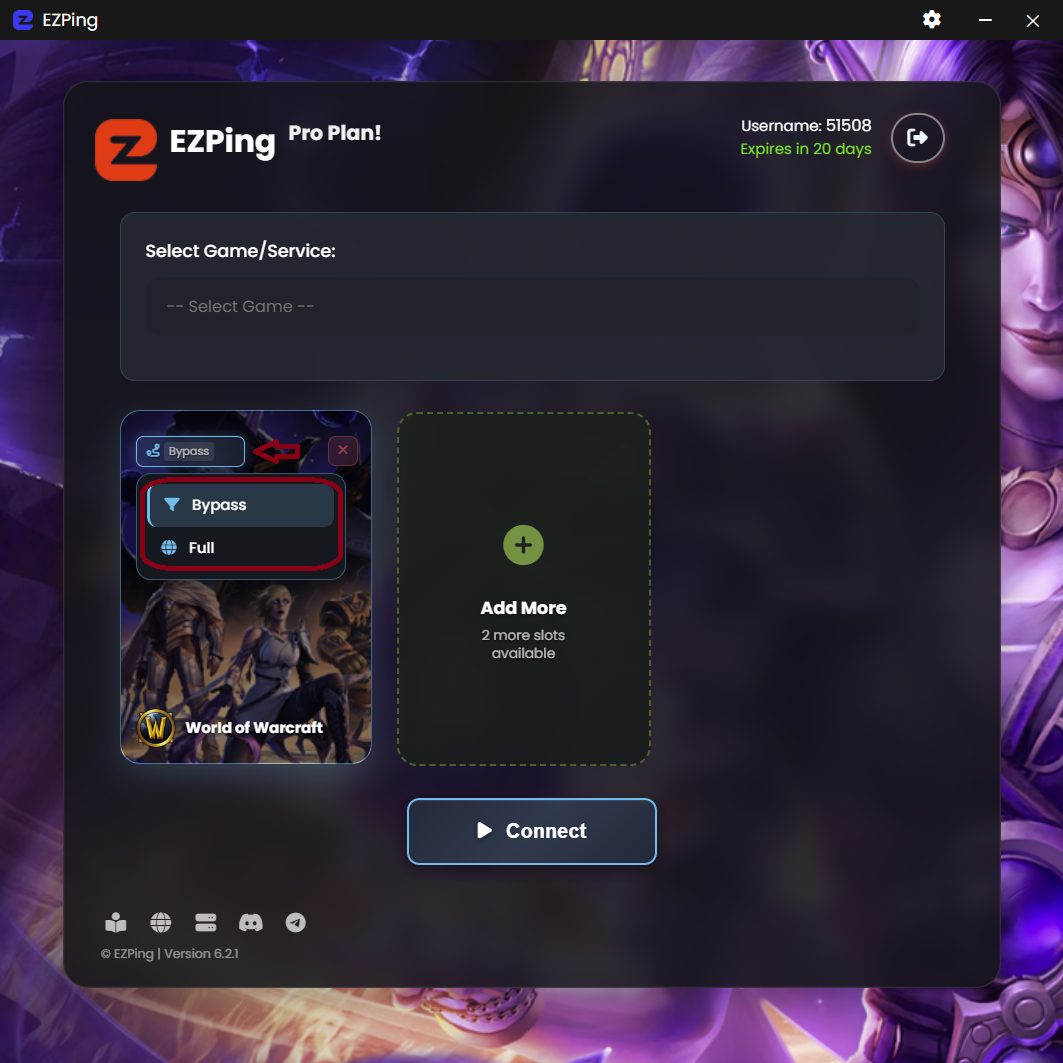 EZPing
EZPing Pro Plan!
Username: 51508
Expires in 20 days
Select Game/Service:
-- Select Game --
Bypass
Bypass
Full
World of Warcraft
Add More
2 more slots
available
Connect
© EZPing | Version 6.2.1